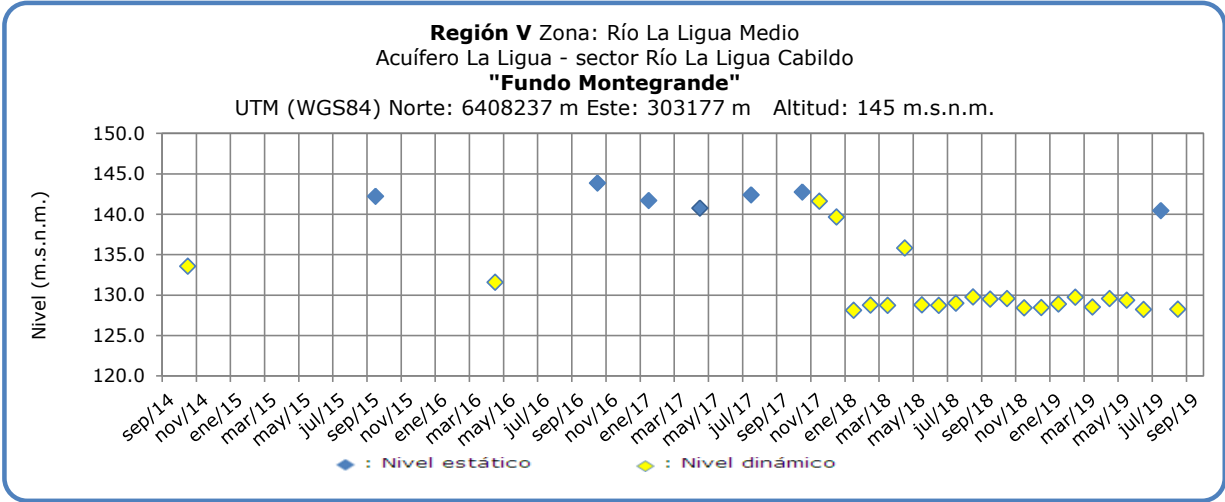 Región V Zona: Río La Ligua Medio
Acuífero La Ligua - sector Río La Ligua Cabildo
"Fundo Montegrande"
UTM (WGS84) Norte: 6408237 m Este: 303177 m Altitud: 145 m.s.n.m.
Nivel (m.s.n.m.)
150.0
145.0
140.0
135.0
130.0
125.0
120.0
sep/14
nov/14
ene/15
mar/15
may/15
jul/15
sep/15
nov/15
ene/16
mar/16
may/16
jul/16
sep/16
nov/16
ene/17
mar/17
may/17
jul/17
sep/17
nov/17
ene/18
mar/18
may/18
jul/18
sep/18
nov/18
ene/19
mar/19
may/19
jul/19
sep/19
: Nivel estático
: Nivel dinámico